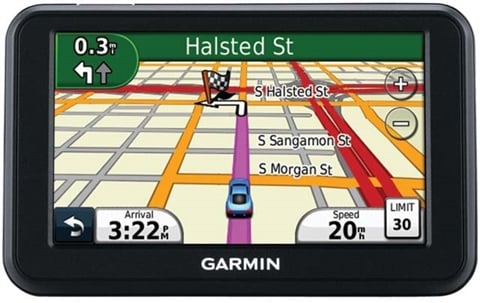 0.3 mi
Halsted St
+
S Halsted St
−
S Sangamon St
S Morgan St
Arrival
3:22 PM
Speed
20 mh
LIMIT
30
GARMIN